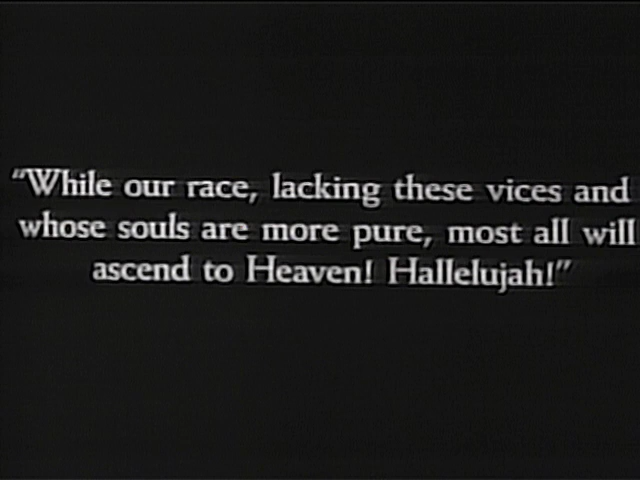 “While our race, lacking these vices and
whose souls are more pure, most all will
ascend to Heaven! Hallelujah!”